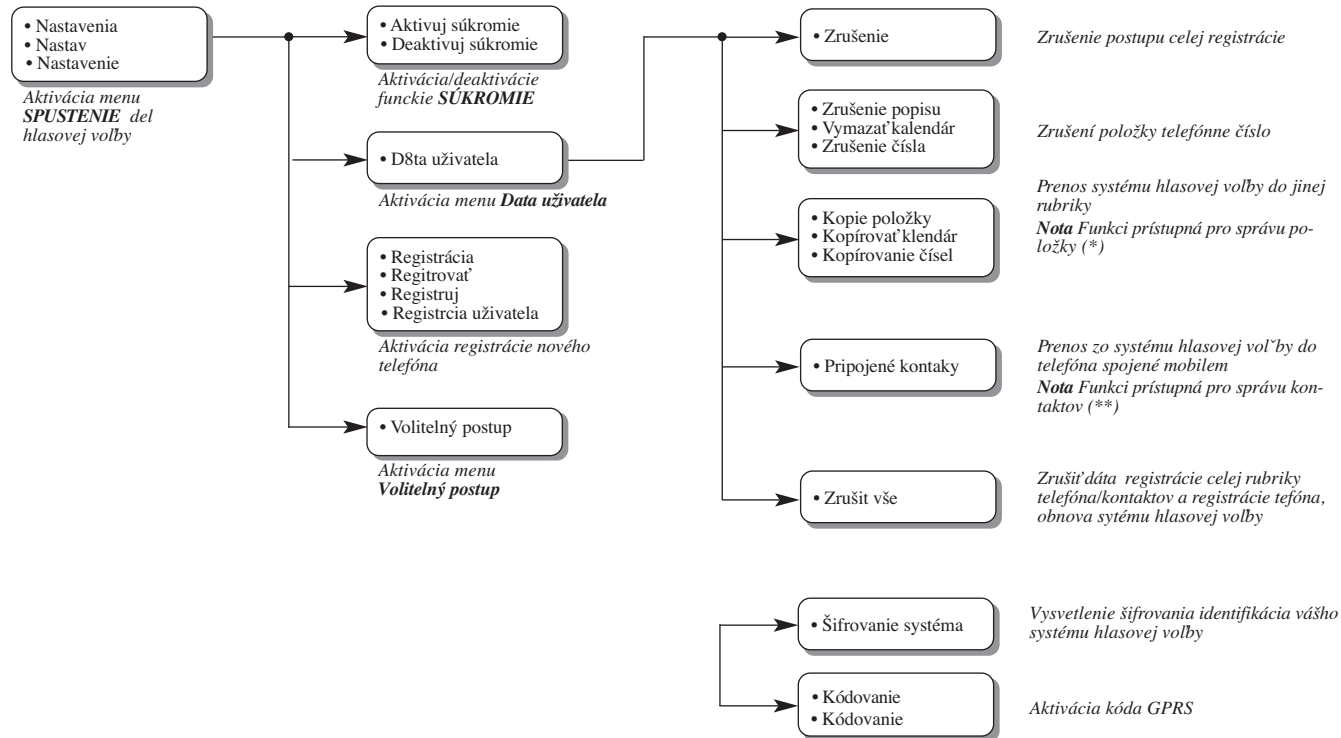 • Nastavenia
• Nastav
• Nastavenie
Aktivácia menu
SPUSTENIE del
hlasovej voľby
• Aktivuj súkromie
• Deaktivuj súkromie
Aktivácia/deaktivácie
funckie SÚKROMIE
• D8ta uživatela
Aktivácia menu Data uživatela
• Registrácia
• Regitrovať
• Registruj
• Registrcia uživatela
Aktivácia registrácie nového
telefóna
• Volitelný postup
Aktivácia menu
Volitelný postup
• Zrušenie
Zrušenie postupu celej registrácie
• Zrušenie popisu
• Vymazať kalendár
• Zrušenie čísla
Zrušení položky telefónne číslo
• Kopie položky
• Kopírovať klendár
• Kopírovanie čísel
Prenos systému hlasovej voľby do jinej
rubriky
Nota Funkci prístupná pro správu po-
ložky (*)
• Pripojené kontaky
Prenos zo systému hlasovej volˇby do
telefóna spojené mobilem
Nota Funkci prístupná pro správu kon-
taktov (**)
• Zrušit vše
Zrušiť dáta registrácie celej rubriky
telefóna/kontaktov a registrácie tefóna,
obnova sytému hlasovej voľby
• Šifrovanie systéma
Vysvetlenie šifrovania identifikácia vášho
systému hlasovej voľby
• Kódovanie
• Kódovanie
Aktivácia kóda GPRS